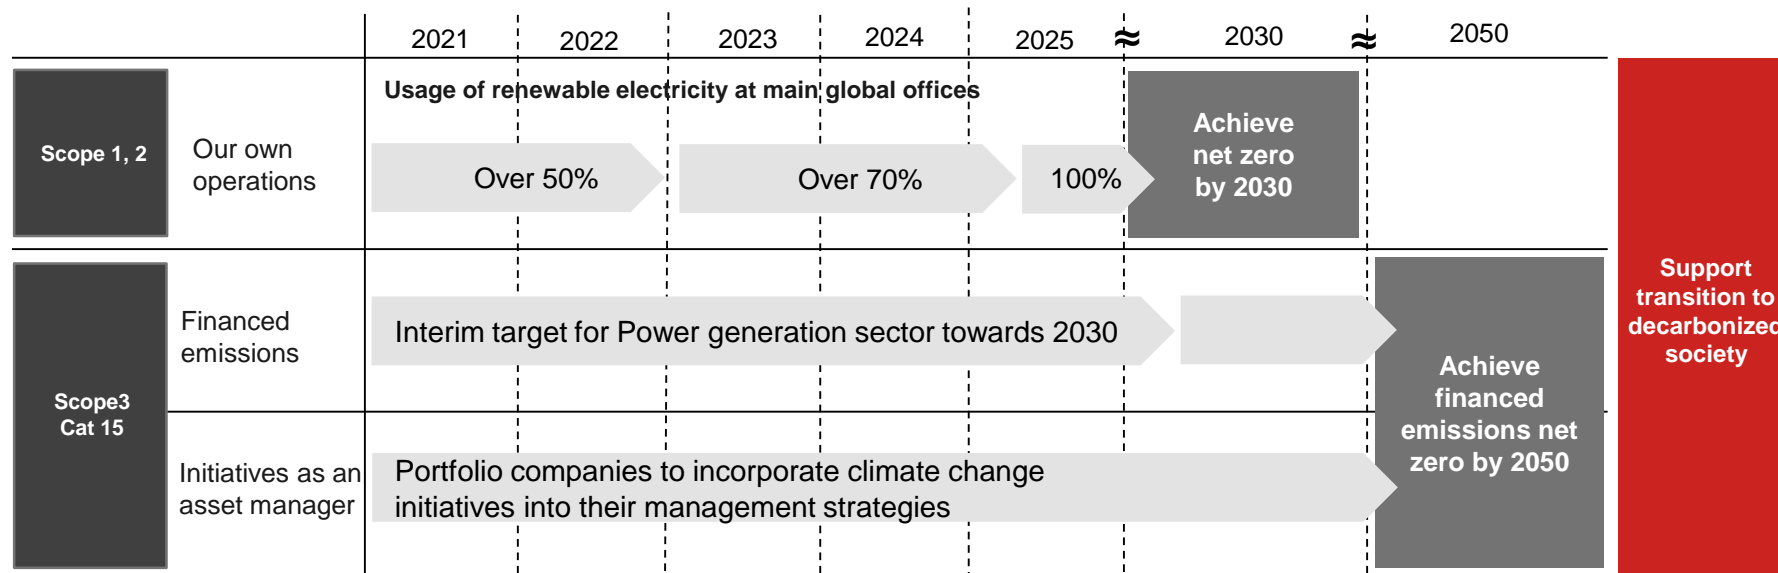 2021
2022
2023
2024
2025
≈
2030
≈
2050
Usage of renewable electricity at main global offices
Scope 1, 2
Our own
operations
Over 50%
Over 70%
100%
Achieve
net zero
by 2030
Scope3
Cat 15
Financed
emissions
Interim target for Power generation sector towards 2030
Initiatives as an
asset manager
Portfolio companies to incorporate climate change
initiatives into their management strategies
Achieve
financed
emissions net
zero by 2050
Support
transition to
decarbonized
society